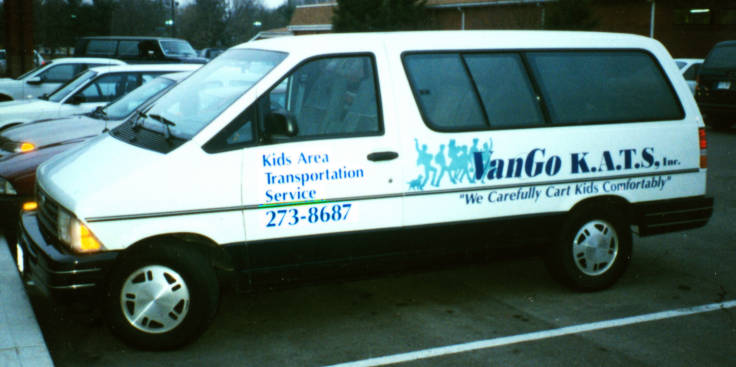 Kids Area
Transportation
Service
273-8687
VanGo K.A.T.S, Inc.
"We Carefully Cart Kids Comfortably"